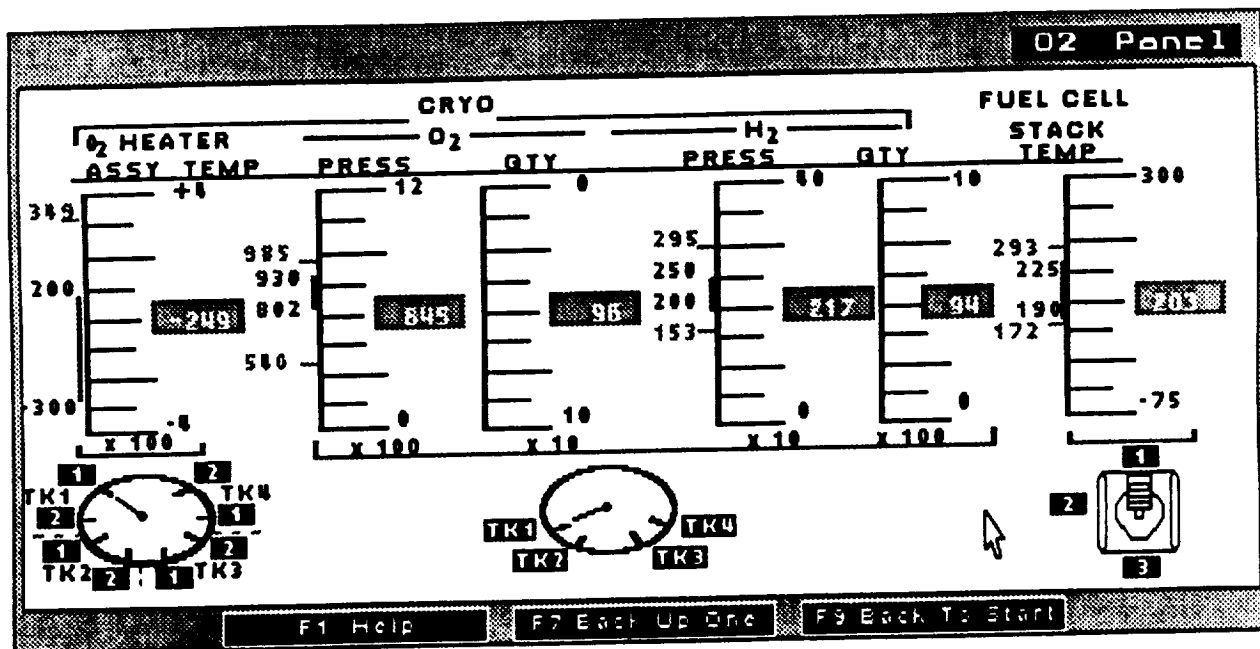 O2 Panel
CRYO
FUEL CELL
O2 HEATER
O2
H2
STACK
ASSY TEMP
PRESS
QTY
PRESS
QTY
TEMP
+4
12
0
40
10
300
349
985
295
293
930
250
225
200
802
200
190
-249
845
96
217
94
203
153
172
540
-300
-4
0
10
0
0
-75
X 100
X 100
X 10
X 10
X 100
1
2
TK1
TK4
2
1
1
2
TK2
2
1
TK3
TK1
TK4
TK2
TK3
1
2
3
F1 Help
F7 Back Up One
F9 Back To Start